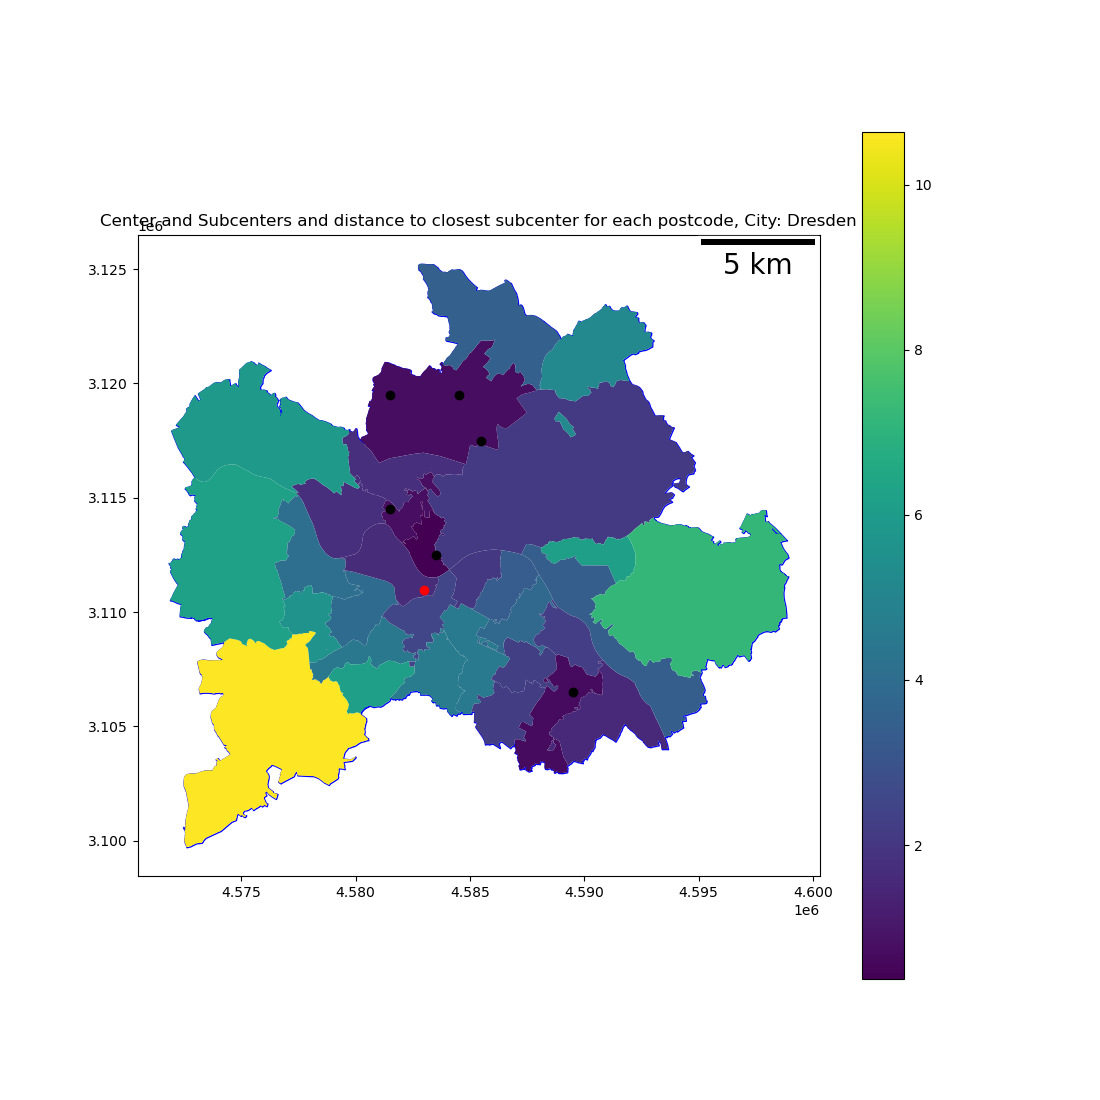 Center and Subcenters and distance to closest subcenter for each postcode, City: Dresden
1e6
5 km
3.125
3.120
3.115
3.110
3.105
3.100
4.575 4.580 4.585 4.590 4.595 4.600
1e6
10
8
6
4
2